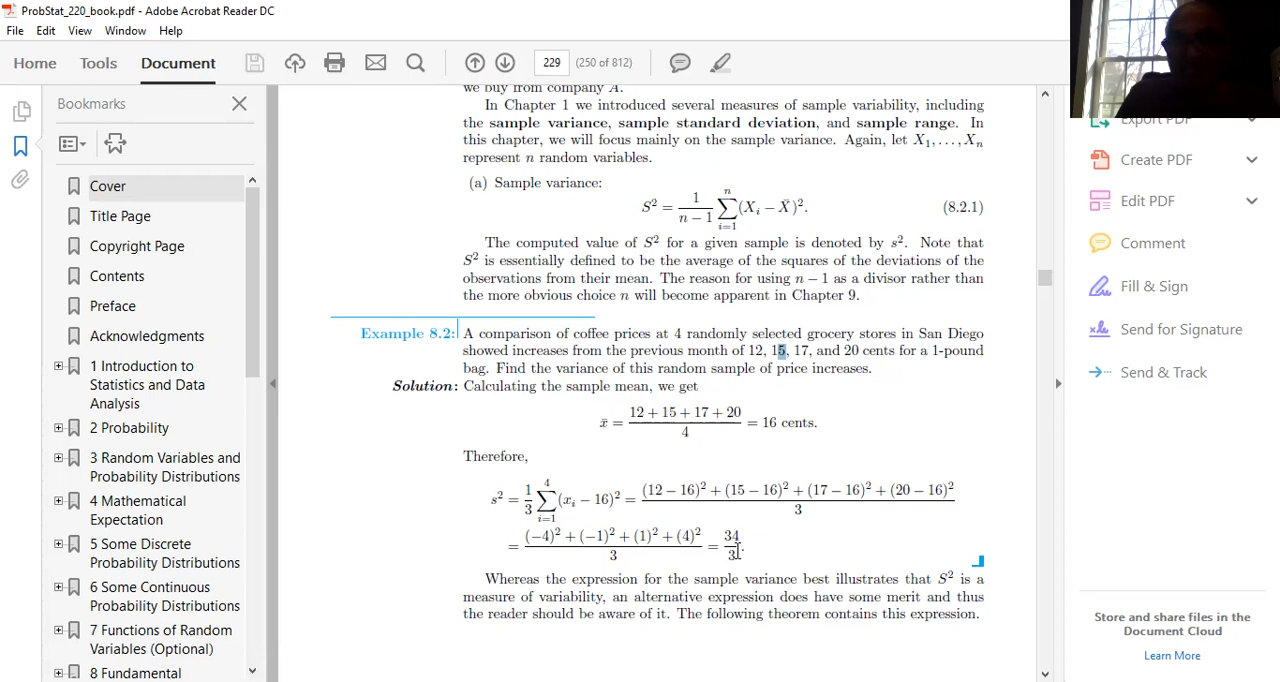 ProbStat_220_book.pdf - Adobe Acrobat Reader DC
File Edit View Window Help
Home Tools Document 229 (250 of 812)
Bookmarks
Cover
Title Page
Copyright Page
Contents
Preface
Acknowledgments
1 Introduction to
Statistics and Data
Analysis
2 Probability
3 Random Variables and
Probability Distributions
4 Mathematical
Expectation
5 Some Discrete
Probability Distributions
6 Some Continuous
Probability Distributions
7 Functions of Random
Variables (Optional)
8 Fundamental
we buy from company A.
In Chapter 1 we introduced several measures of sample variability, including
the sample variance, sample standard deviation, and sample range. In
this chapter, we will focus mainly on the sample variance. Again, let X₁,…,Xₙ
represent n random variables.
(a) Sample variance:
S² = 1/(n − 1) ∑ᵢ₌₁ⁿ (Xᵢ − X̄)². (8.2.1)
The computed value of S² for a given sample is denoted by s². Note that
S² is essentially defined to be the average of the squares of the deviations of the
observations from their mean. The reason for using n − 1 as a divisor rather than
the more obvious choice n will become apparent in Chapter 9.
Example 8.2: A comparison of coffee prices at 4 randomly selected grocery stores in San Diego
showed increases from the previous month of 12, 15, 17, and 20 cents for a 1-pound
bag. Find the variance of this random sample of price increases.
Solution: Calculating the sample mean, we get
x̄ = (12 + 15 + 17 + 20)/4 = 16 cents.
Therefore,
s² = 1/3 ∑ᵢ₌₁⁴ (xᵢ − 16)² = ((12 − 16)² + (15 − 16)² + (17 − 16)² + (20 − 16)²)/3
= ((−4)² + (−1)² + (1)² + (4)²)/3 = 34/3.
Whereas the expression for the sample variance best illustrates that S² is a
measure of variability, an alternative expression does have some merit and thus
the reader should be aware of it. The following theorem contains this expression.
Export PDF
Create PDF
Edit PDF
Comment
Fill & Sign
Send for Signature
Send & Track
Store and share files in the
Document Cloud
Learn More